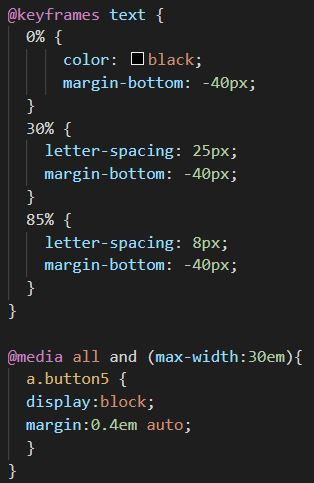 @keyframes text {
  0% {
      color: black;
      margin-bottom: -40px;
  }
  30% {
    letter-spacing: 25px;
    margin-bottom: -40px;
  }
  85% {
    letter-spacing: 8px;
    margin-bottom: -40px;
  }
}

@media all and (max-width:30em){
  a.button5 {
  display:block;
  margin:0.4em auto;
  }
}